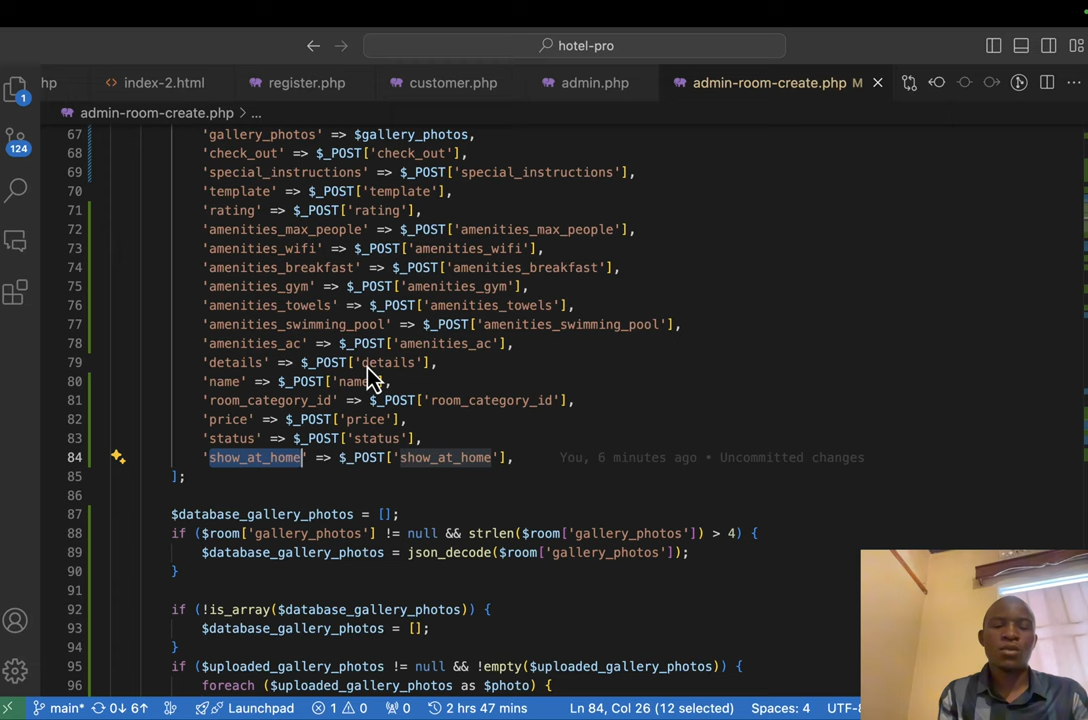 hotel-pro
hp index-2.html register.php customer.php admin.php admin-room-create.php M
admin-room-create.php > ...
1
124
67 'gallery_photos' => $gallery_photos,
68 'check_out' => $_POST['check_out'],
69 'special_instructions' => $_POST['special_instructions'],
70 'template' => $_POST['template'],
71 'rating' => $_POST['rating'],
72 'amenities_max_people' => $_POST['amenities_max_people'],
73 'amenities_wifi' => $_POST['amenities_wifi'],
74 'amenities_breakfast' => $_POST['amenities_breakfast'],
75 'amenities_gym' => $_POST['amenities_gym'],
76 'amenities_towels' => $_POST['amenities_towels'],
77 'amenities_swimming_pool' => $_POST['amenities_swimming_pool'],
78 'amenities_ac' => $_POST['amenities_ac'],
79 'details' => $_POST['details'],
80 'name' => $_POST['name'],
81 'room_category_id' => $_POST['room_category_id'],
82 'price' => $_POST['price'],
83 'status' => $_POST['status'],
84 'show_at_home' => $_POST['show_at_home'], You, 6 minutes ago • Uncommitted changes
85 ];
86
87 $database_gallery_photos = [];
88 if ($room['gallery_photos'] != null && strlen($room['gallery_photos']) > 4) {
89 $database_gallery_photos = json_decode($room['gallery_photos']);
90 }
91
92 if (!is_array($database_gallery_photos)) {
93 $database_gallery_photos = [];
94 }
95 if ($uploaded_gallery_photos != null && !empty($uploaded_gallery_photos)) {
96 foreach ($uploaded_gallery_photos as $photo) {
main* 0↓ 6↑ Launchpad 1 0 0 2 hrs 47 mins Ln 84, Col 26 (12 selected) Spaces: 4 UTF-8